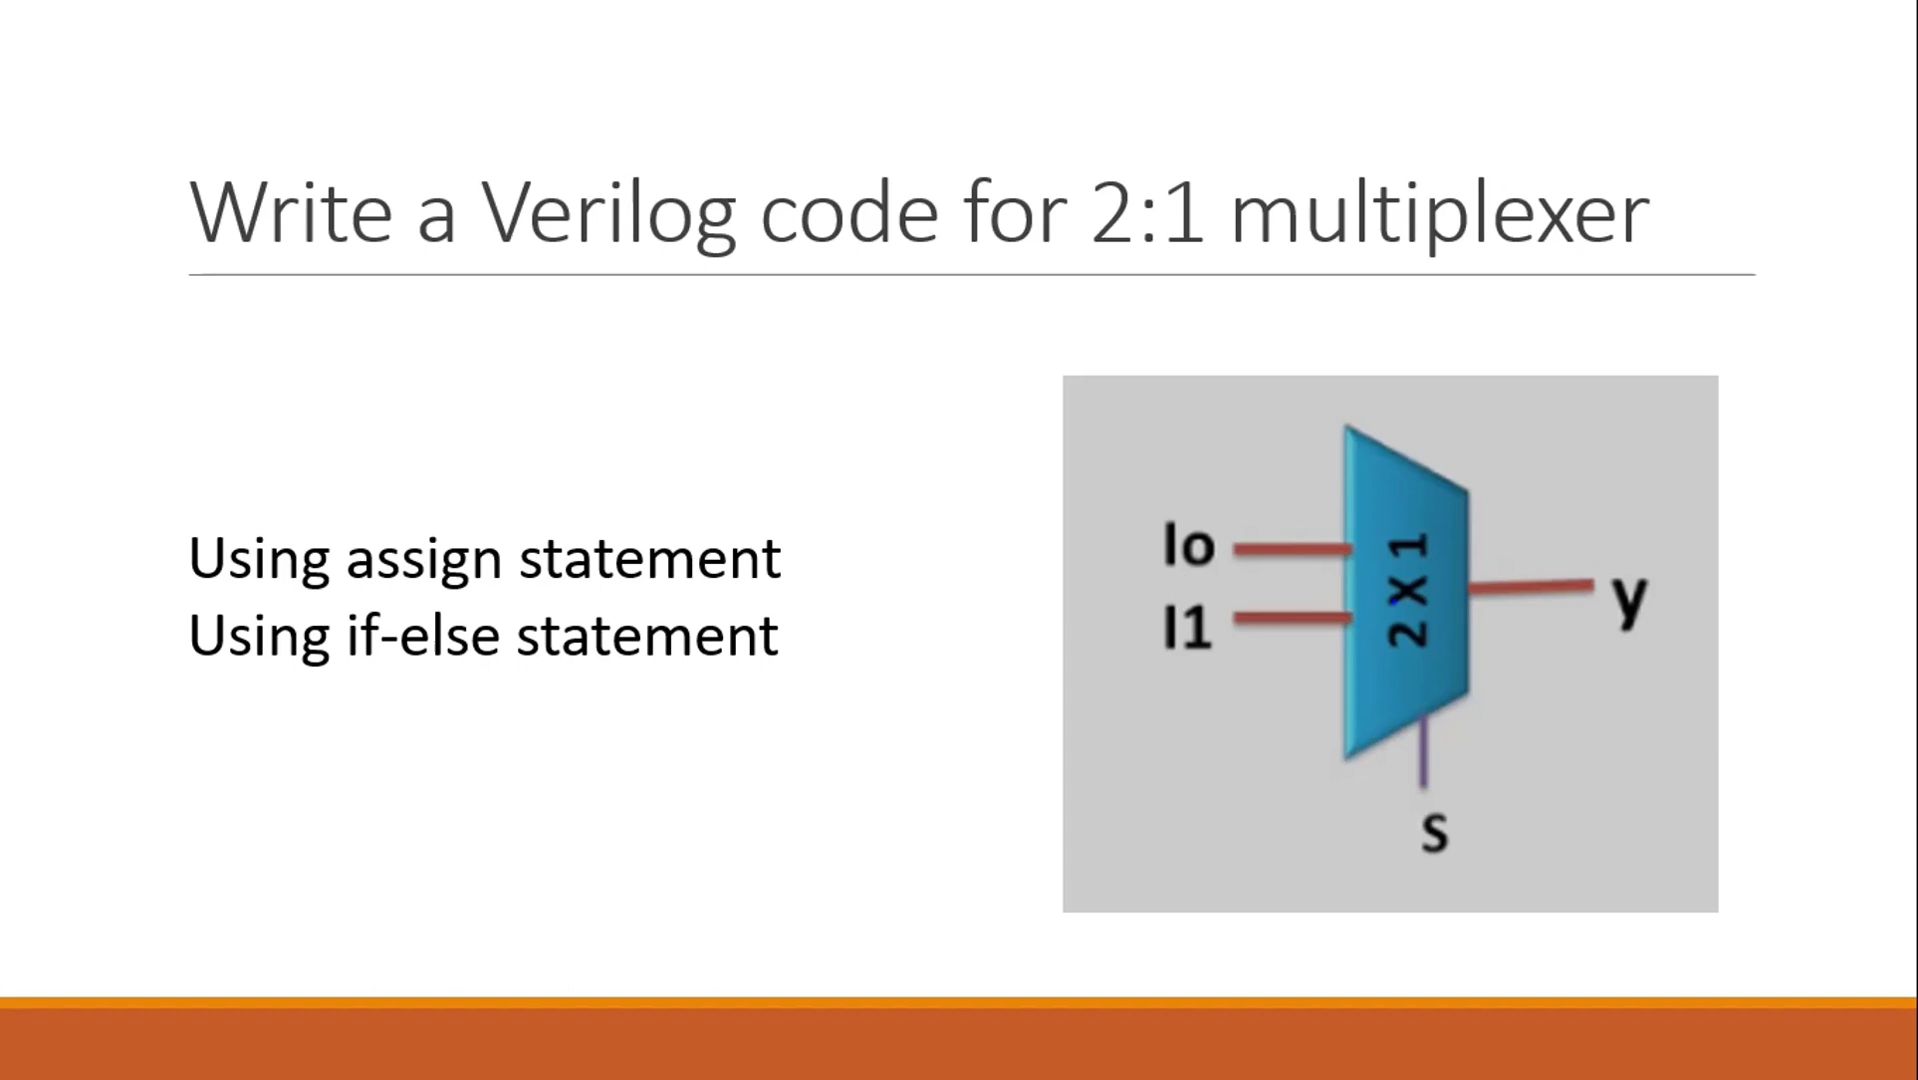 Write a Verilog code for 2:1 multiplexer
Using assign statement
Using if-else statement
Io
I1
2 X 1
y
S